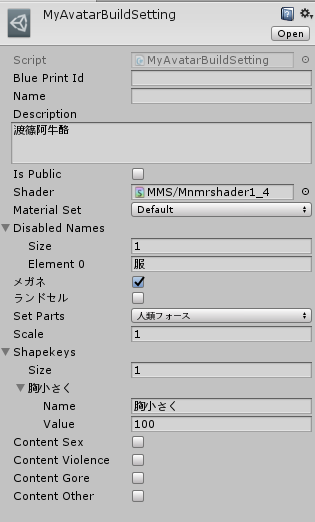 MyAvatarBuildSetting
Open
Script MyAvatarBuildSetting
Blue Print Id
Name
Description
渡篠阿牛酪
Is Public
Shader MMS/Mnmrshader1_4
Material Set Default
Disabled Names
Size 1
Element 0 服
メガネ
ランドセル
Set Parts 人類フォース
Scale 1
Shapekeys
Size 1
胸小さく
Name 胸小さく
Value 100
Content Sex
Content Violence
Content Gore
Content Other